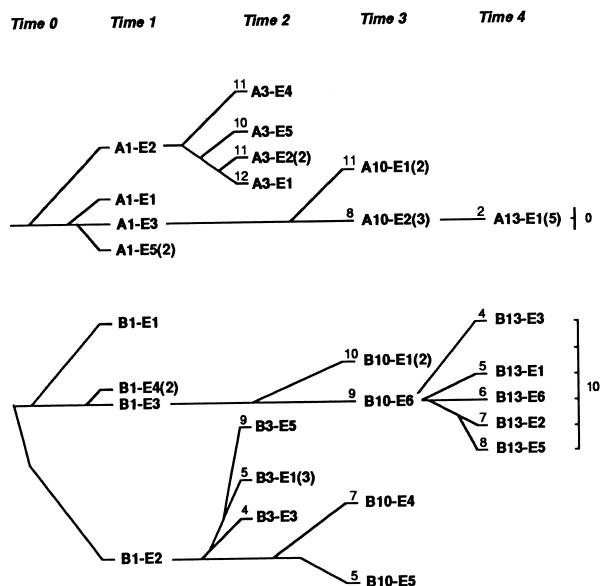 Time 0 Time 1 Time 2 Time 3 Time 4
11 A3-E4
10 A3-E5
A1-E2
11 A3-E2(2)
11 A10-E1(2)
12 A3-E1
A1-E1
A1-E3 8 A10-E2(3) 2 A13-E1(5) 0
A1-E5(2)
4 B13-E3
B1-E1
10 B10-E1(2)
5 B13-E1
B1-E4(2)
10
B1-E3 9 B10-E6 6 B13-E6
7 B13-E2
9 B3-E5
8 B13-E5
5 B3-E1(3)
7 B10-E4
4 B3-E3
B1-E2
5 B10-E5